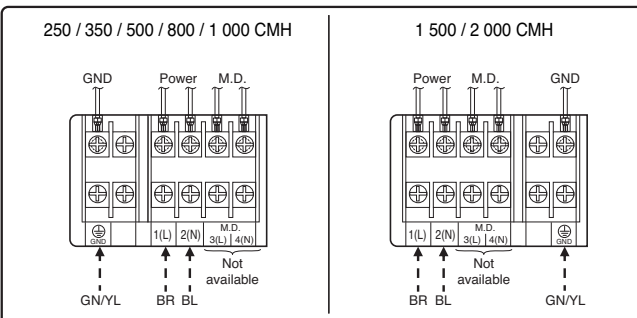 250 / 350 / 500 / 800 / 1 000 CMH
GND Power M.D.
GND 1(L) 2(N) M.D. 3(L) 4(N)
Not
available
GN/YL BR BL
1 500 / 2 000 CMH
Power M.D. GND
1(L) 2(N) M.D. 3(L) 4(N) GND
Not
available
BR BL GN/YL